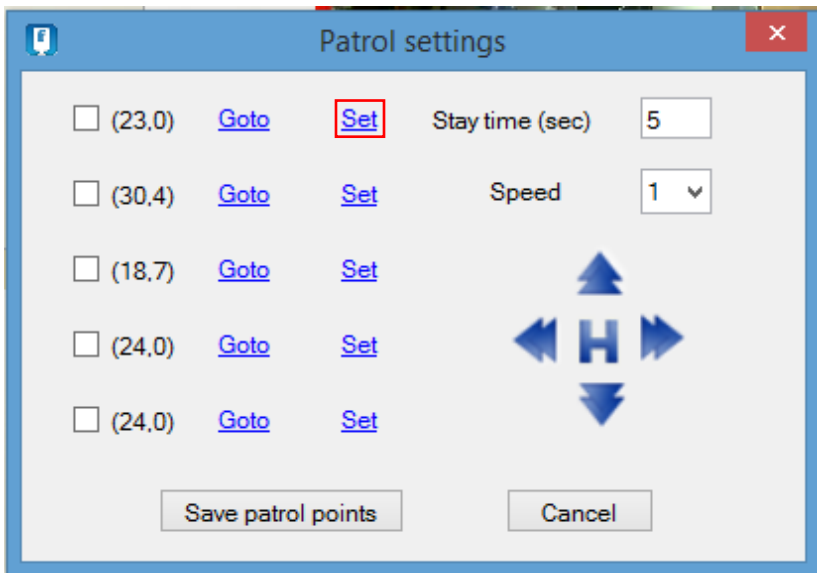 Patrol settings
(23,0) Goto Set Stay time (sec) 5
(30,4) Goto Set Speed 1
(18,7) Goto Set
H
(24,0) Goto Set
(24,0) Goto Set
Save patrol points Cancel